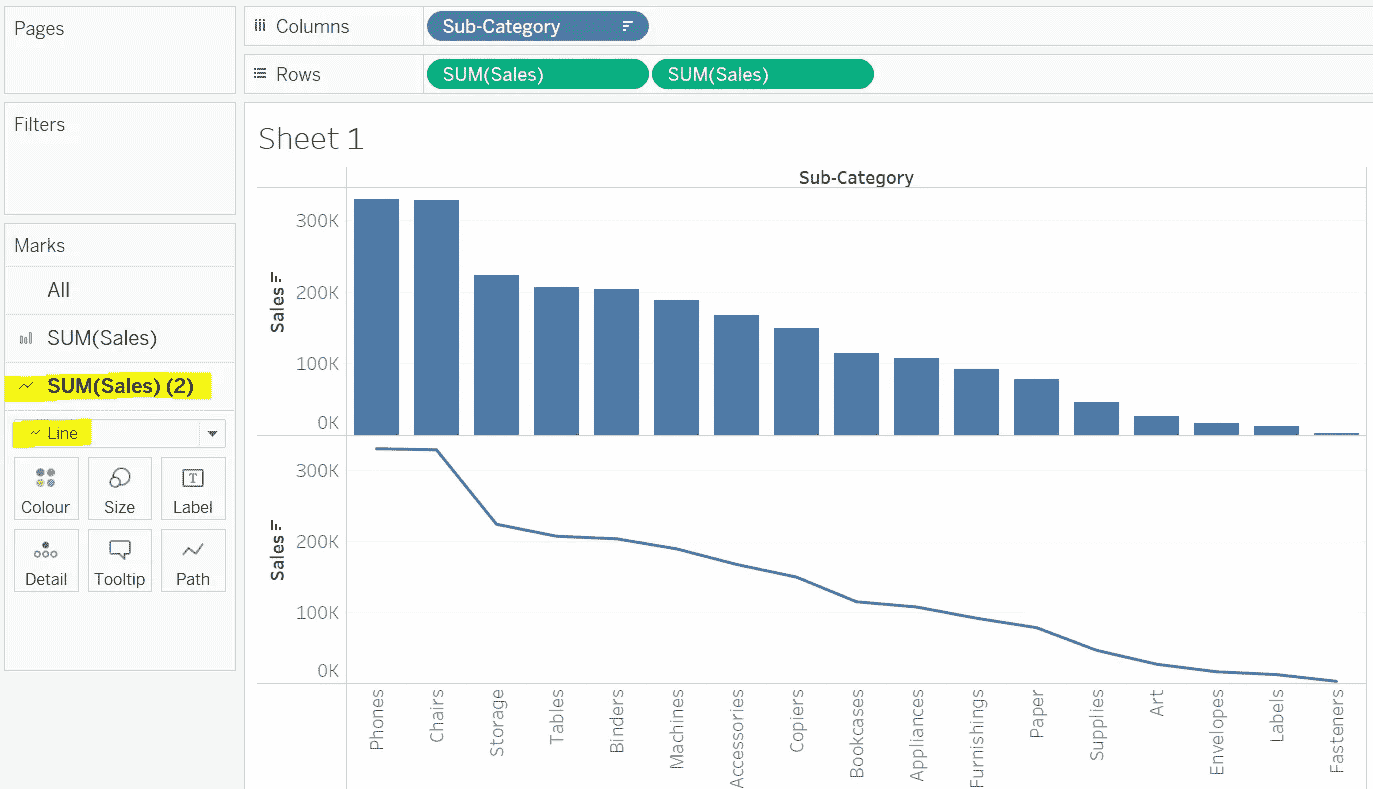 Pages
Columns
Sub-Category
Rows
SUM(Sales) SUM(Sales)
Filters
Marks
All
SUM(Sales)
SUM(Sales) (2)
Line
Colour Size Label
Detail Tooltip Path
Sheet 1
Sub-Category
Sales
300K
200K
100K
0K
Sales
300K
200K
100K
0K
Phones
Chairs
Storage
Tables
Binders
Machines
Accessories
Copiers
Bookcases
Appliances
Furnishings
Paper
Supplies
Art
Envelopes
Labels
Fasteners